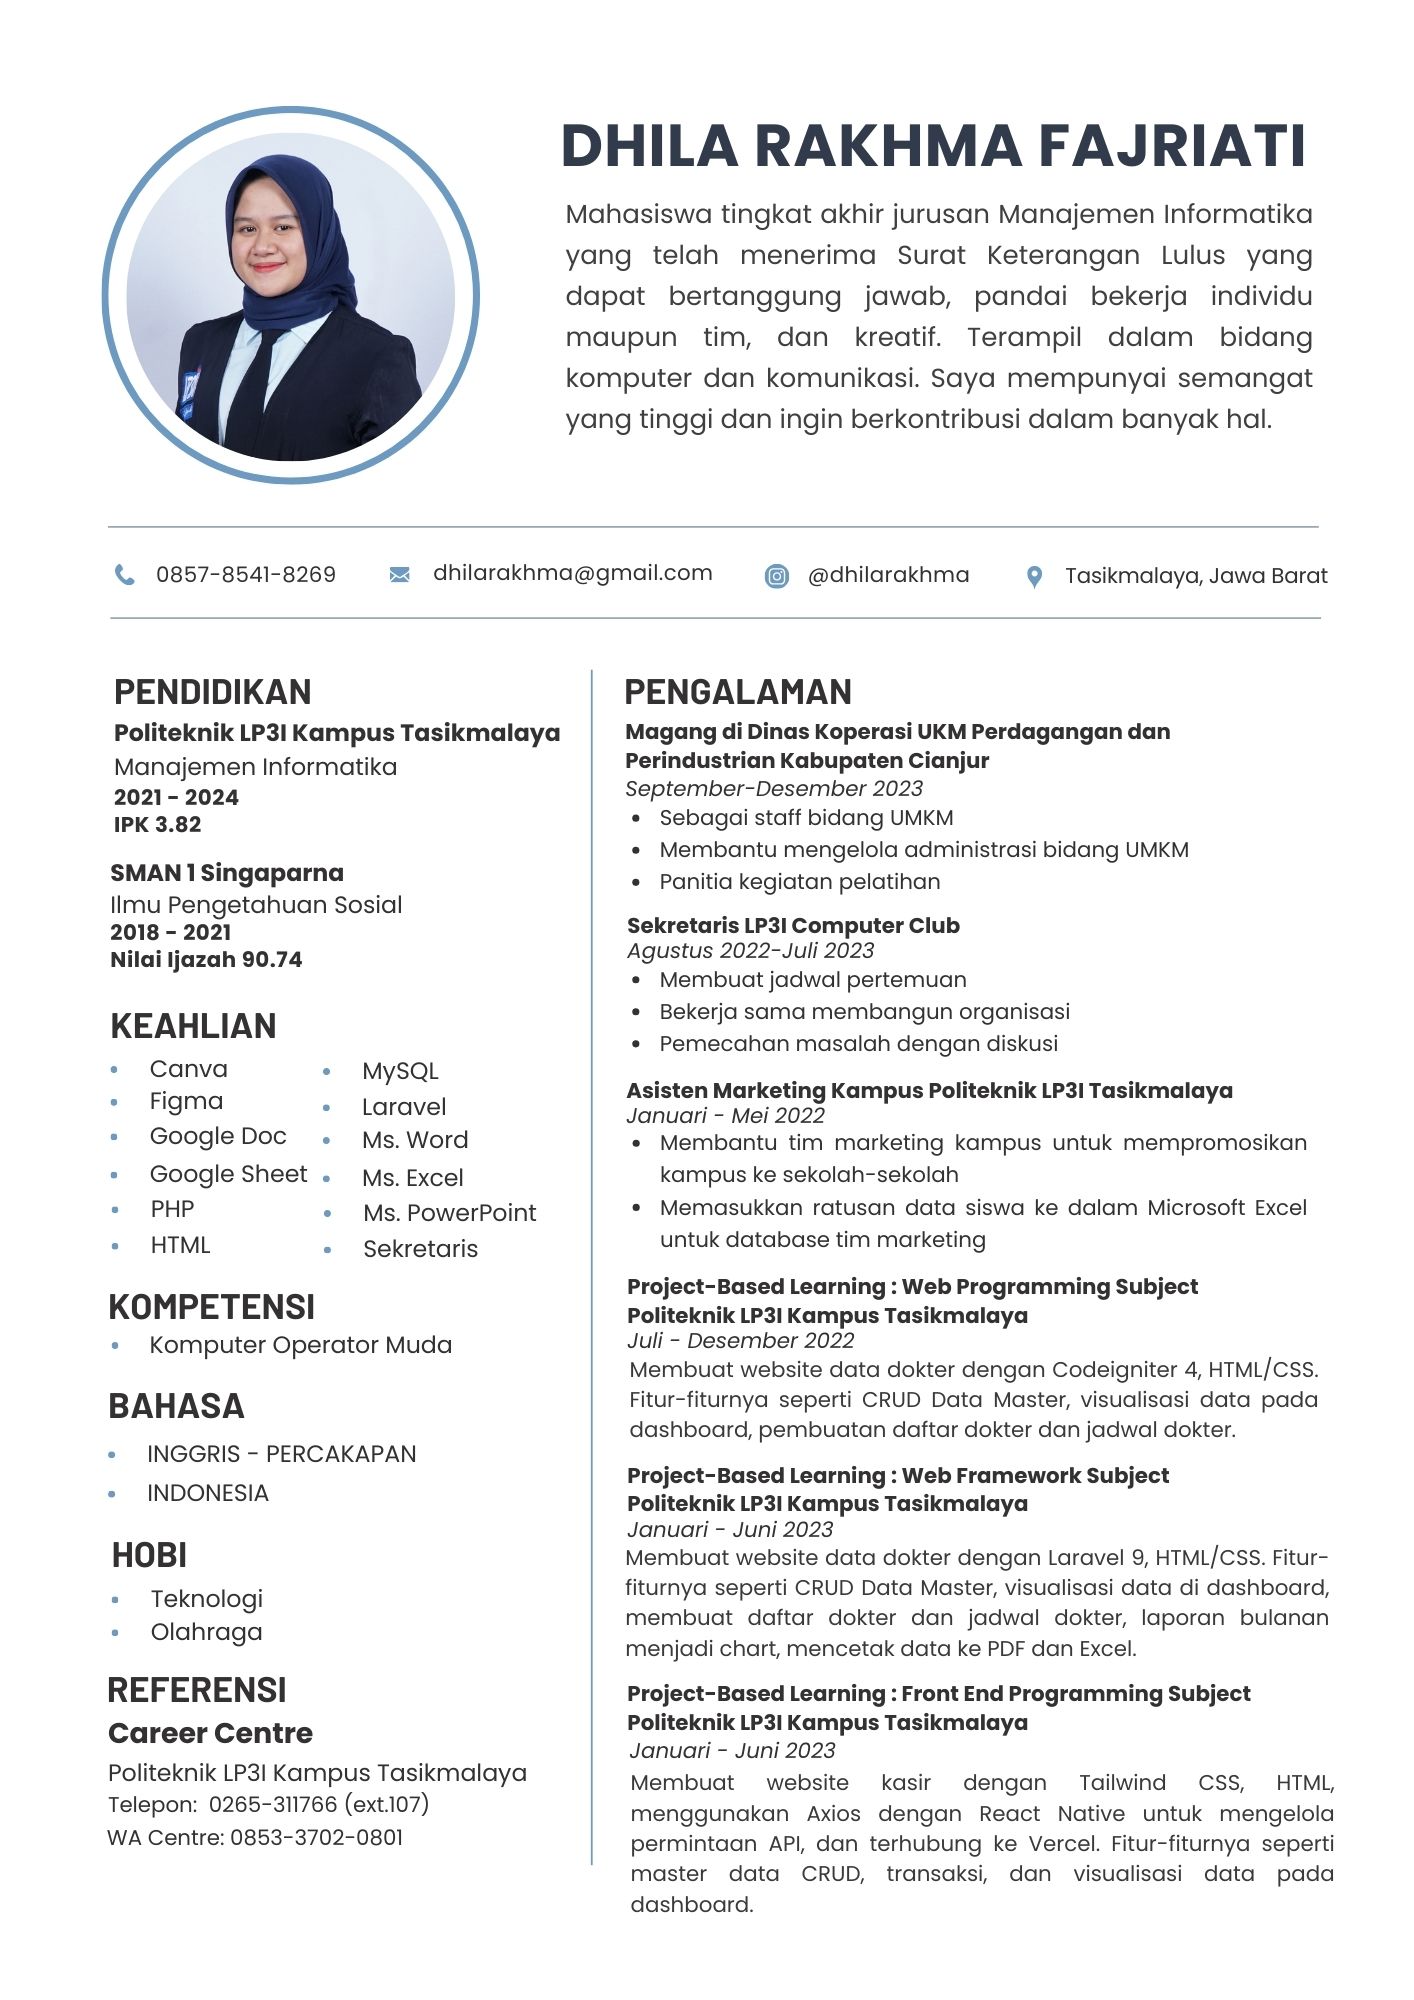 DHILA RAKHMA FAJRIATI
Mahasiswa tingkat akhir jurusan Manajemen Informatika
yang telah menerima Surat Keterangan Lulus yang
dapat bertanggung jawab, pandai bekerja individu
maupun tim, dan kreatif. Terampil dalam bidang
komputer dan komunikasi. Saya mempunyai semangat
yang tinggi dan ingin berkontribusi dalam banyak hal.
0857-8541-8269
dhilarakhma@gmail.com
@dhilarakhma
Tasikmalaya, Jawa Barat
PENDIDIKAN
Politeknik LP3I Kampus Tasikmalaya
Manajemen Informatika
2021 - 2024
IPK 3.82
SMAN 1 Singaparna
Ilmu Pengetahuan Sosial
2018 - 2021
Nilai Ijazah 90.74
KEAHLIAN
• Canva
• Figma
• Google Doc
• Google Sheet
• PHP
• HTML
• MySQL
• Laravel
• Ms. Word
• Ms. Excel
• Ms. PowerPoint
• Sekretaris
KOMPETENSI
• Komputer Operator Muda
BAHASA
• INGGRIS - PERCAKAPAN
• INDONESIA
HOBI
• Teknologi
• Olahraga
REFERENSI
Career Centre
Politeknik LP3I Kampus Tasikmalaya
Telepon: 0265-311766 (ext.107)
WA Centre: 0853-3702-0801
PENGALAMAN
Magang di Dinas Koperasi UKM Perdagangan dan
Perindustrian Kabupaten Cianjur
September-Desember 2023
• Sebagai staff bidang UMKM
• Membantu mengelola administrasi bidang UMKM
• Panitia kegiatan pelatihan
Sekretaris LP3I Computer Club
Agustus 2022-Juli 2023
• Membuat jadwal pertemuan
• Bekerja sama membangun organisasi
• Pemecahan masalah dengan diskusi
Asisten Marketing Kampus Politeknik LP3I Tasikmalaya
Januari - Mei 2022
• Membantu tim marketing kampus untuk mempromosikan
kampus ke sekolah-sekolah
• Memasukkan ratusan data siswa ke dalam Microsoft Excel
untuk database tim marketing
Project-Based Learning : Web Programming Subject
Politeknik LP3I Kampus Tasikmalaya
Juli - Desember 2022
Membuat website data dokter dengan Codeigniter 4, HTML/CSS.
Fitur-fiturnya seperti CRUD Data Master, visualisasi data pada
dashboard, pembuatan daftar dokter dan jadwal dokter.
Project-Based Learning : Web Framework Subject
Politeknik LP3I Kampus Tasikmalaya
Januari - Juni 2023
Membuat website data dokter dengan Laravel 9, HTML/CSS. Fitur-
fiturnya seperti CRUD Data Master, visualisasi data di dashboard,
membuat daftar dokter dan jadwal dokter, laporan bulanan
menjadi chart, mencetak data ke PDF dan Excel.
Project-Based Learning : Front End Programming Subject
Politeknik LP3I Kampus Tasikmalaya
Januari - Juni 2023
Membuat website kasir dengan Tailwind CSS, HTML,
menggunakan Axios dengan React Native untuk mengelola
permintaan API, dan terhubung ke Vercel. Fitur-fiturnya seperti
master data CRUD, transaksi, dan visualisasi data pada
dashboard.